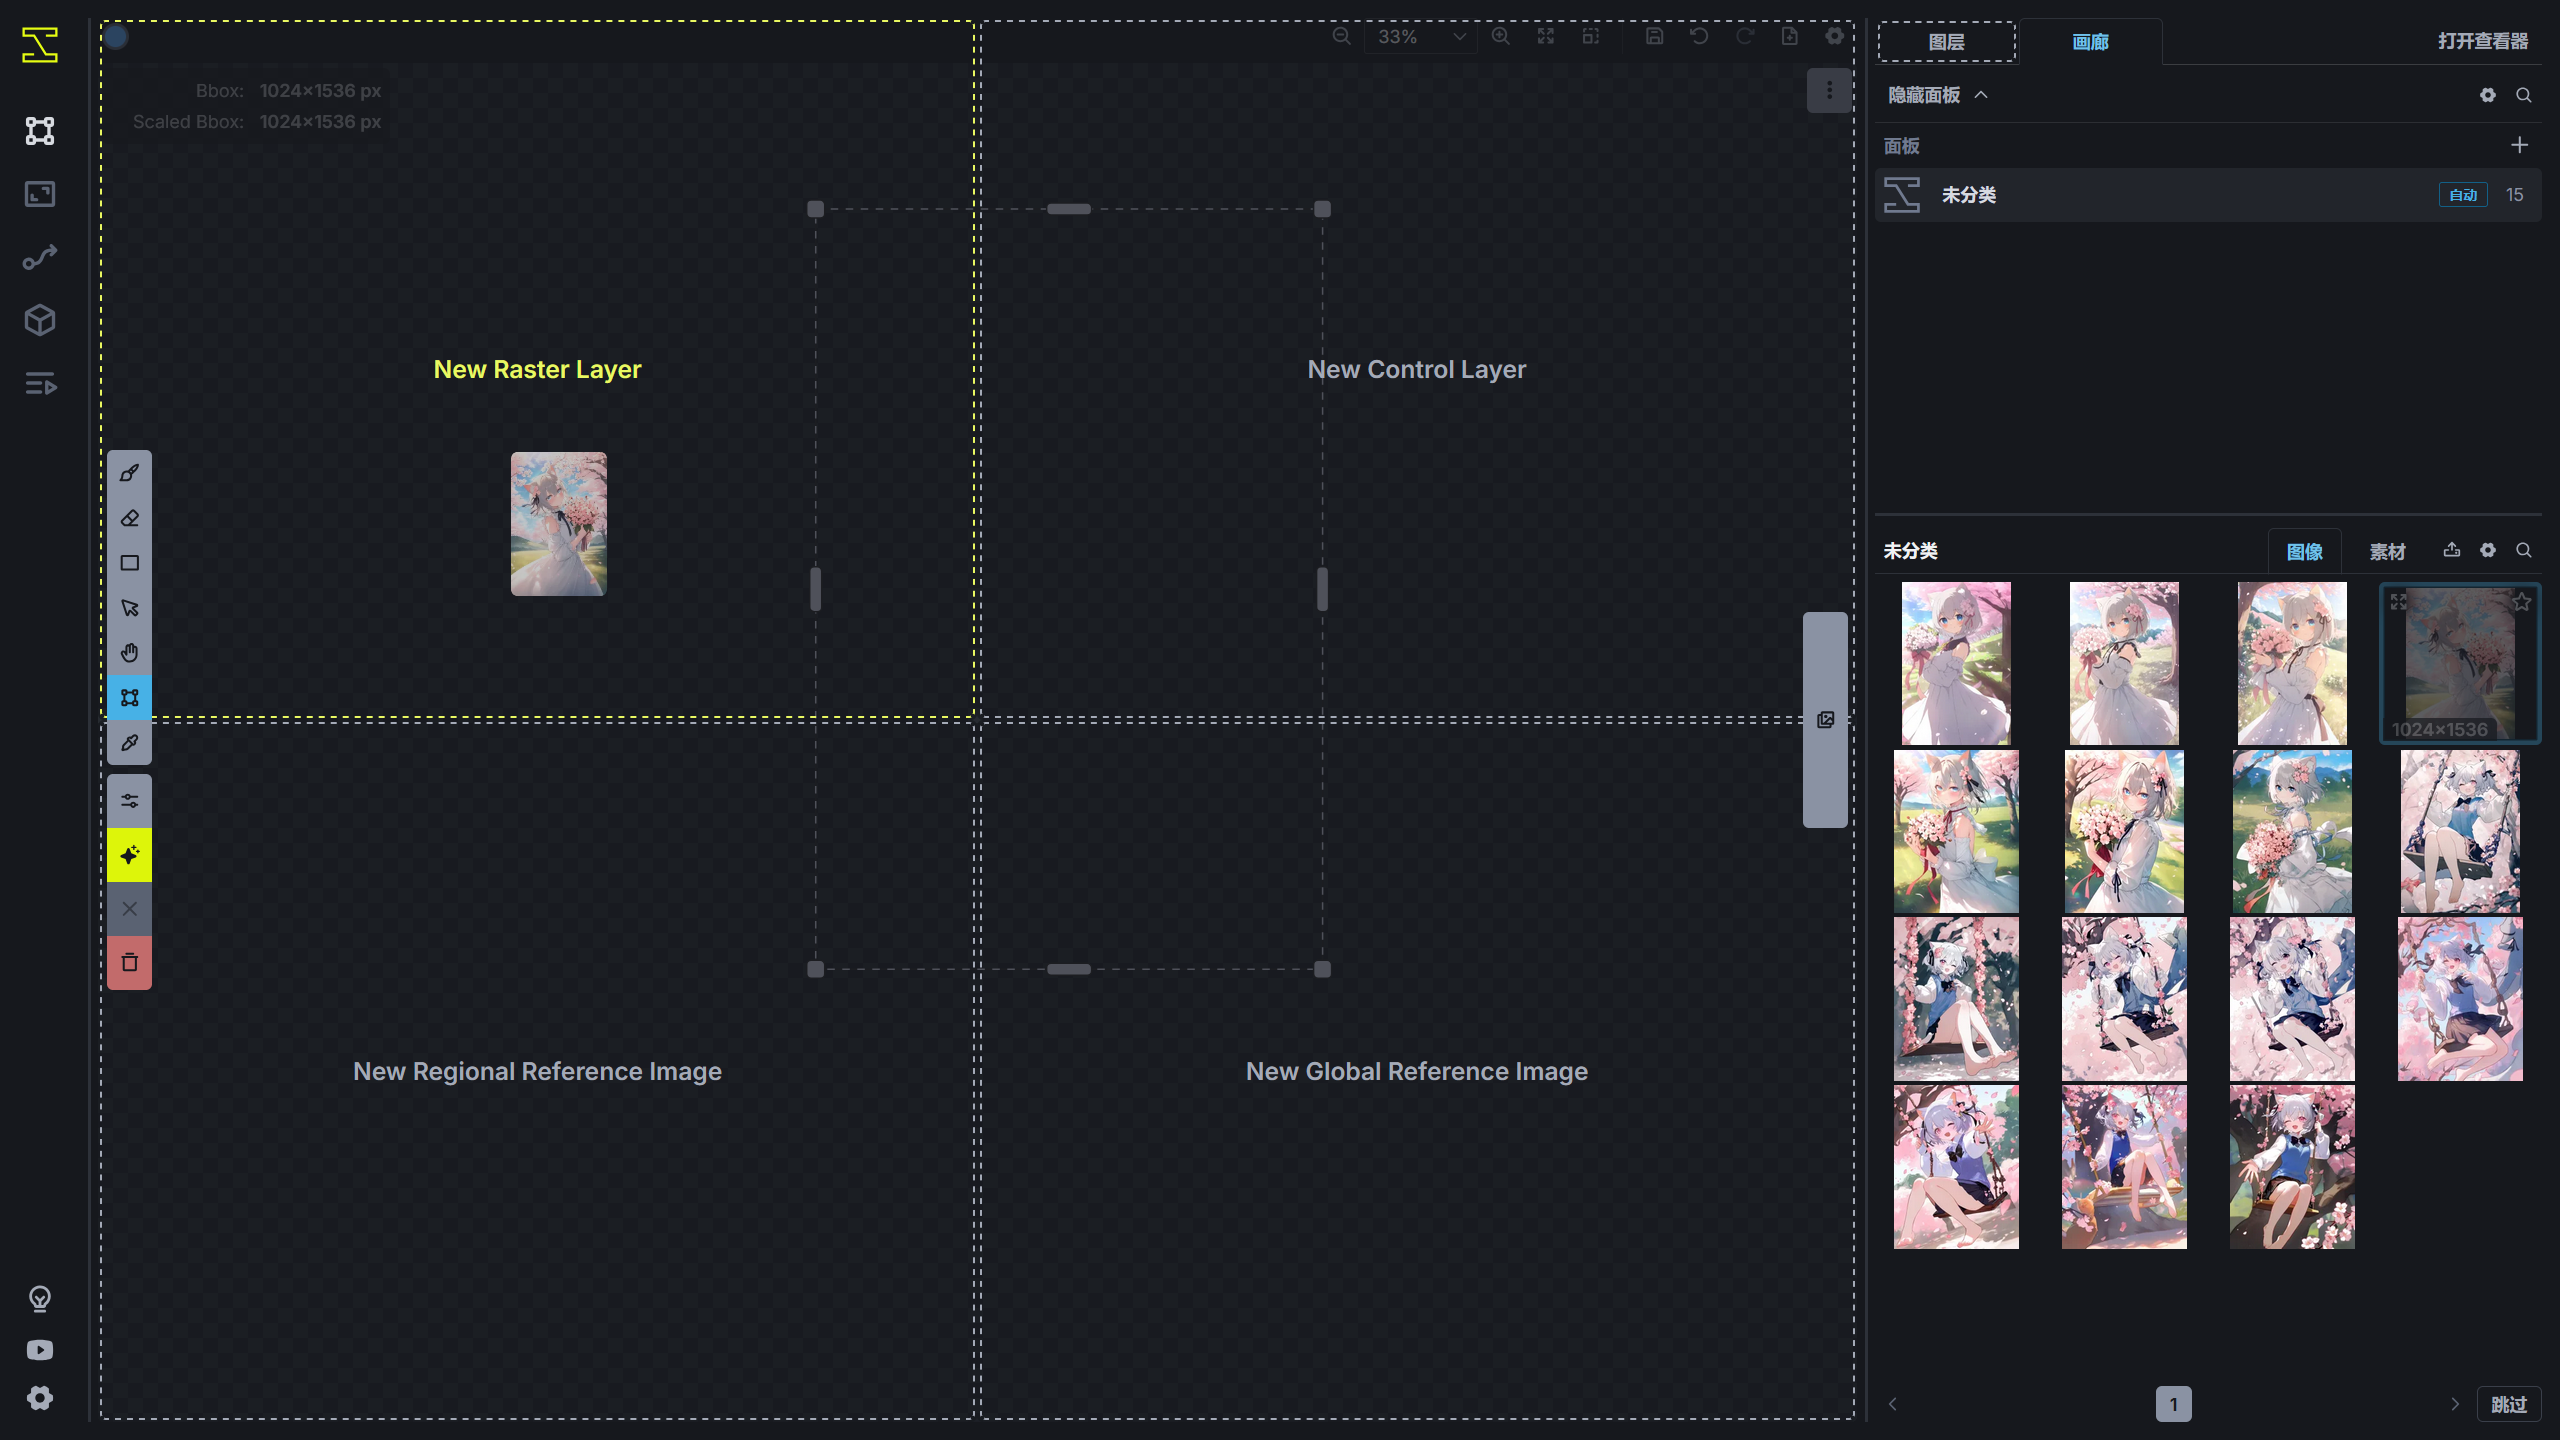 Bbox: 1024×1536 px
Scaled Bbox: 1024×1536 px
33%
New Raster Layer
New Control Layer
New Regional Reference Image
New Global Reference Image
图层
画廊
打开查看器
隐藏面板
面板
未分类
自动
15
未分类
图像
素材
1024×1536
1
跳过